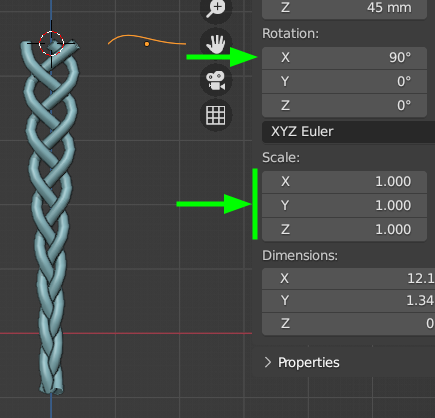 Z 45 mm
Rotation:
X 90°
Y 0°
Z 0°
XYZ Euler
Scale:
X 1.000
Y 1.000
Z 1.000
Dimensions:
X 12.1
Y 1.34
Z 0
> Properties